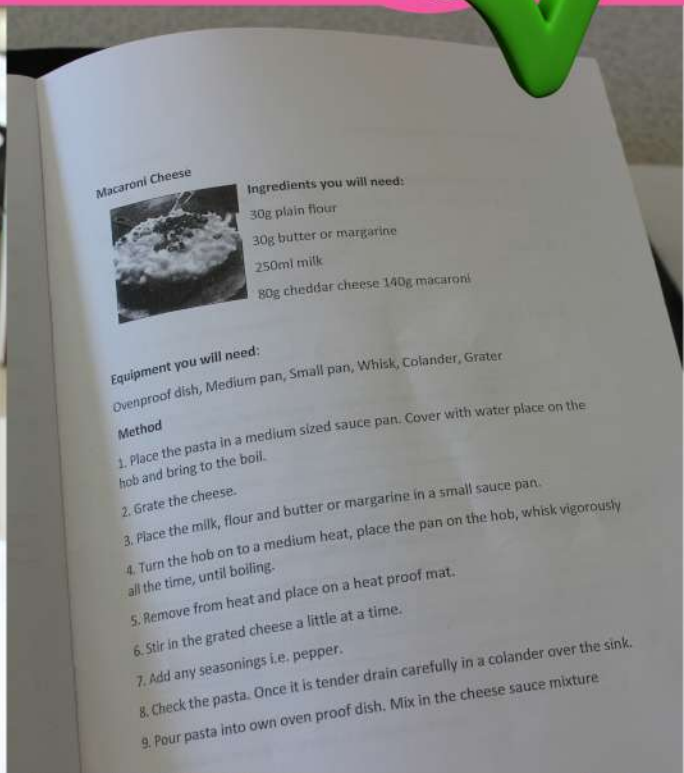 Macaroni Cheese
Ingredients you will need:
30g plain flour
30g butter or margarine
250ml milk
80g cheddar cheese 140g macaroni
Equipment you will need:
Ovenproof dish, Medium pan, Small pan, Whisk, Colander, Grater
Method
1. Place the pasta in a medium sized sauce pan. Cover with water place on the
hob and bring to the boil.
2. Grate the cheese.
3. Place the milk, flour and butter or margarine in a small sauce pan.
4. Turn the hob on to a medium heat, place the pan on the hob, whisk vigorously
all the time, until boiling.
5. Remove from heat and place on a heat proof mat.
6. Stir in the grated cheese a little at a time.
7. Add any seasonings i.e. pepper.
8. Check the pasta. Once it is tender drain carefully in a colander over the sink.
9. Pour pasta into own oven proof dish. Mix in the cheese sauce mixture